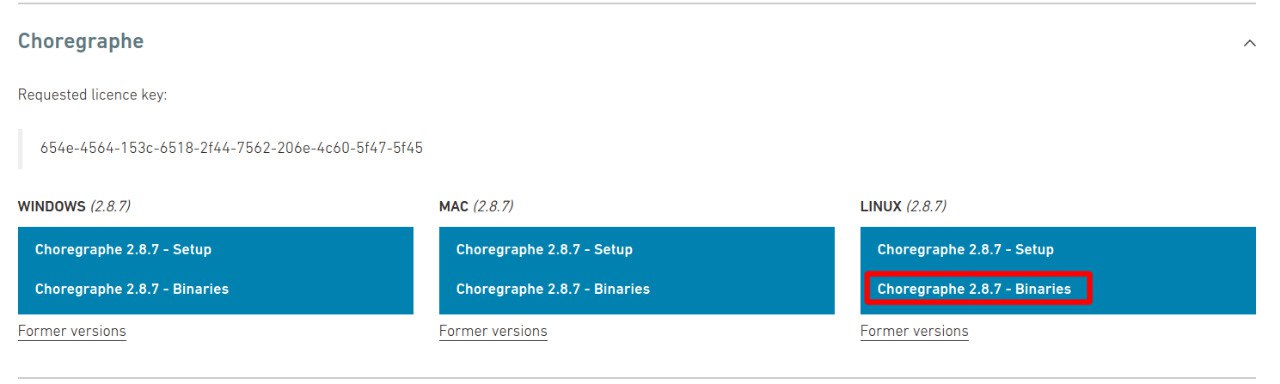 Choregraphe
Requested licence key:
654e-4564-153c-6518-2f44-7562-206e-4c60-5f47-5f45
WINDOWS (2.8.7)
Choregraphe 2.8.7 - Setup
Choregraphe 2.8.7 - Binaries
Former versions
MAC (2.8.7)
Choregraphe 2.8.7 - Setup
Choregraphe 2.8.7 - Binaries
Former versions
LINUX (2.8.7)
Choregraphe 2.8.7 - Setup
Choregraphe 2.8.7 - Binaries
Former versions